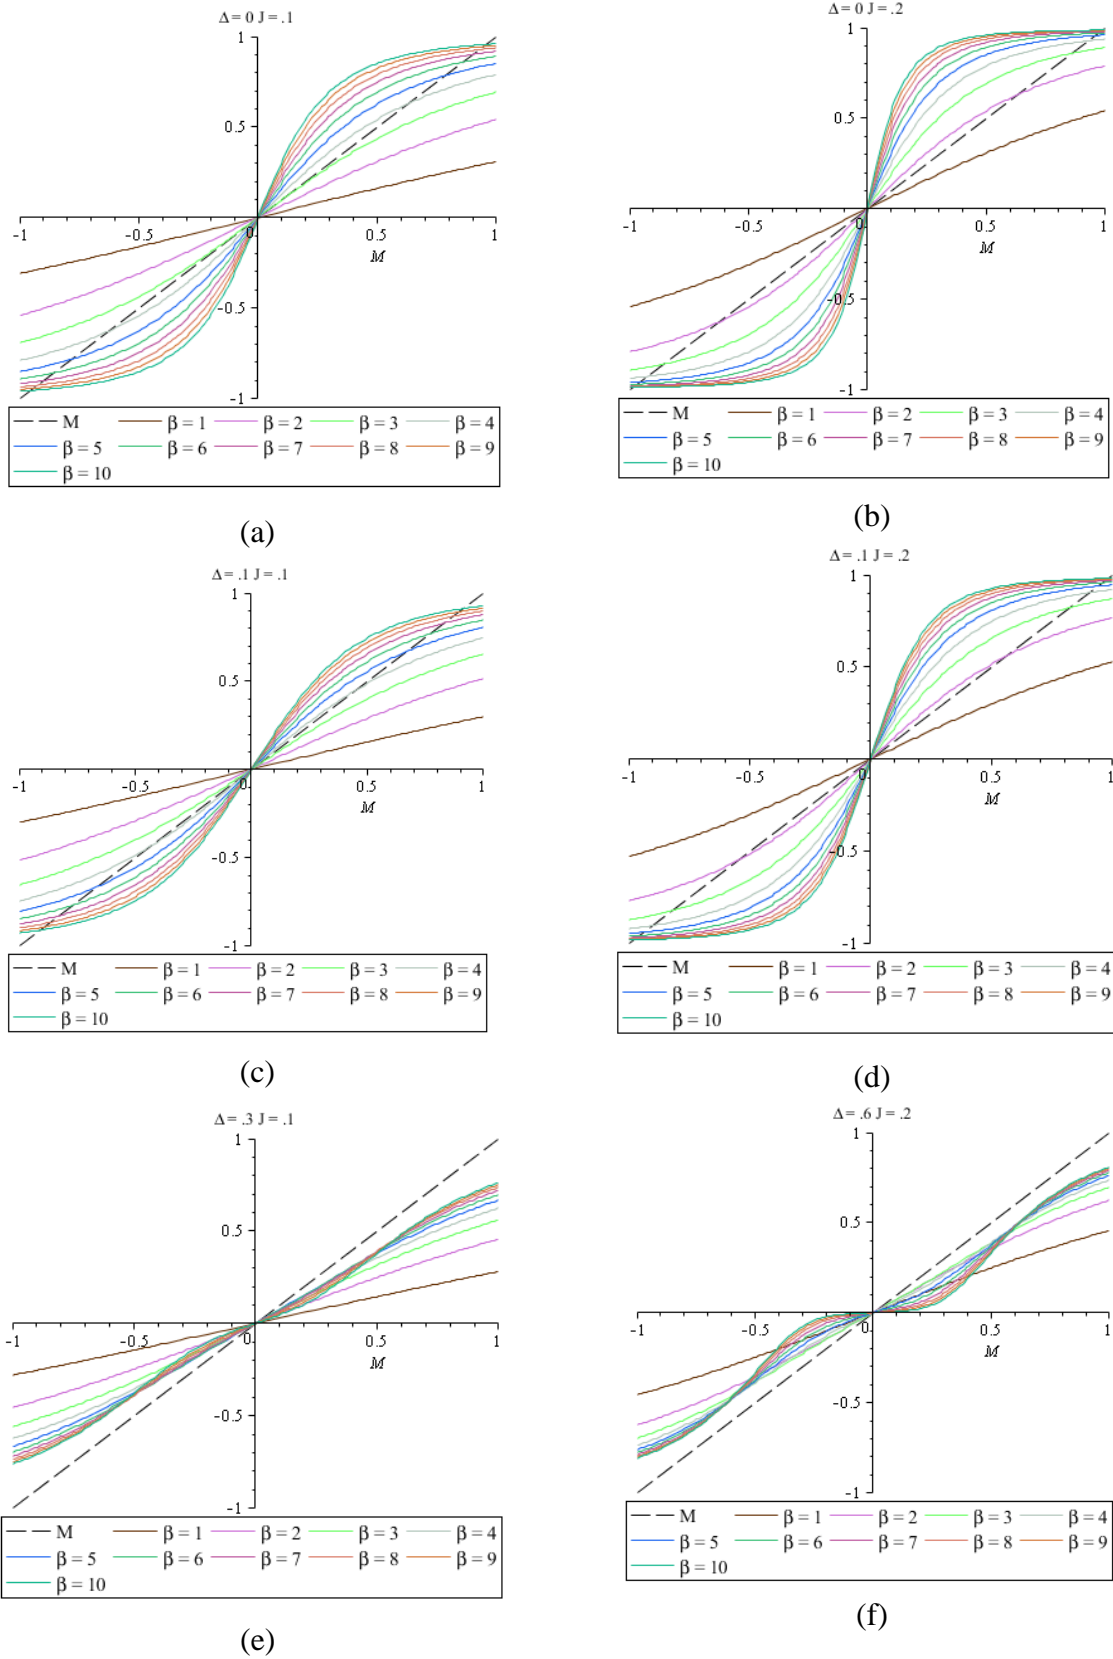 Δ = 0 J = .1
1
0.5
-1
-0.5
0
0.5
1
M
-0.5
-1
M
β = 1
β = 2
β = 3
β = 4
β = 5
β = 6
β = 7
β = 8
β = 9
β = 10
(a)
Δ = 0 J = .2
1
0.5
-1
-0.5
0
0.5
1
M
-0.5
-1
M
β = 1
β = 2
β = 3
β = 4
β = 5
β = 6
β = 7
β = 8
β = 9
β = 10
(b)
Δ = .1 J = .1
1
0.5
-1
-0.5
0
0.5
1
M
-0.5
-1
M
β = 1
β = 2
β = 3
β = 4
β = 5
β = 6
β = 7
β = 8
β = 9
β = 10
(c)
Δ = .1 J = .2
1
0.5
-1
-0.5
0
0.5
1
M
-0.5
-1
M
β = 1
β = 2
β = 3
β = 4
β = 5
β = 6
β = 7
β = 8
β = 9
β = 10
(d)
Δ = .3 J = .1
1
0.5
-1
-0.5
0
0.5
1
M
-0.5
-1
M
β = 1
β = 2
β = 3
β = 4
β = 5
β = 6
β = 7
β = 8
β = 9
β = 10
(e)
Δ = .6 J = .2
1
0.5
-1
-0.5
0
0.5
1
M
-0.5
-1
M
β = 1
β = 2
β = 3
β = 4
β = 5
β = 6
β = 7
β = 8
β = 9
β = 10
(f)